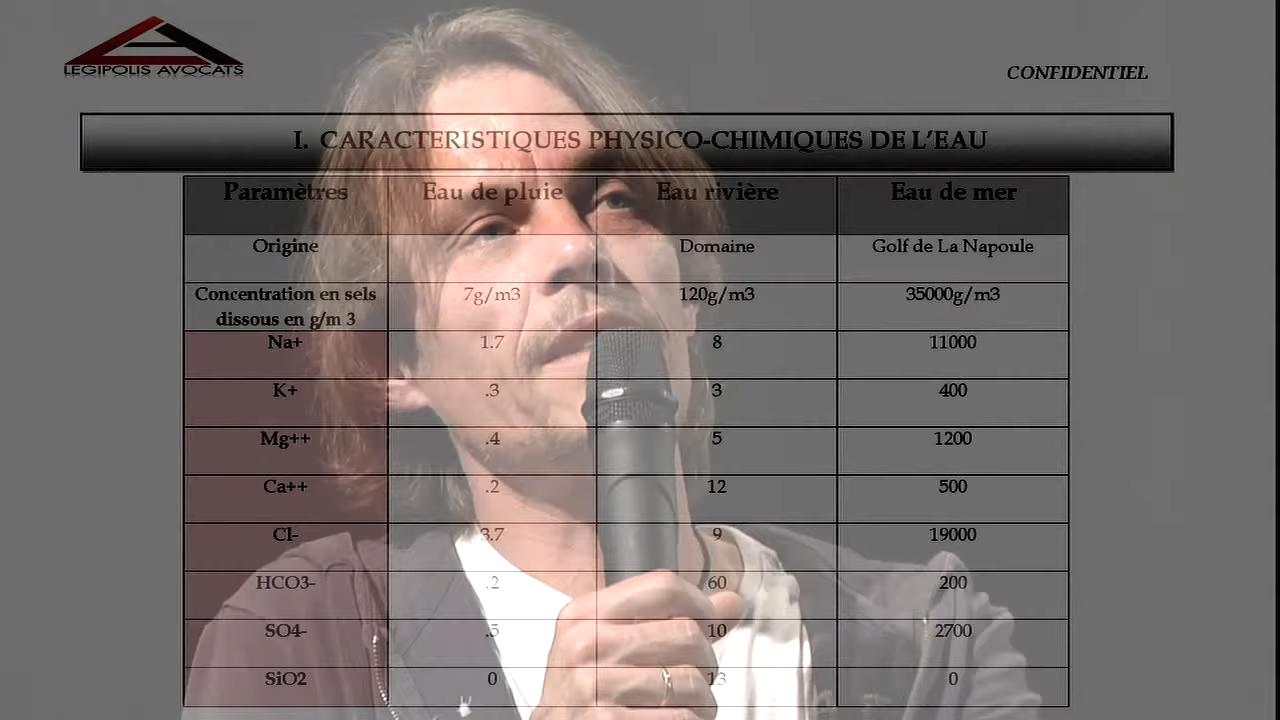 LEGIPOLIS AVOCATS
CONFIDENTIEL
I. CARACTERISTIQUES PHYSICO-CHIMIQUES DE L'EAU
Paramètres Eau de pluie Eau rivière Eau de mer
Origine Domaine Golf de La Napoule
Concentration en sels dissous en g/m 3 7g/m3 120g/m3 35000g/m3
Na+ 1.7 8 11000
K+ .3 3 400
Mg++ .4 5 1200
Ca++ .2 12 500
Cl- 3.7 9 19000
HCO3- .2 60 200
SO4- 10 2700
SiO2 0 13 0